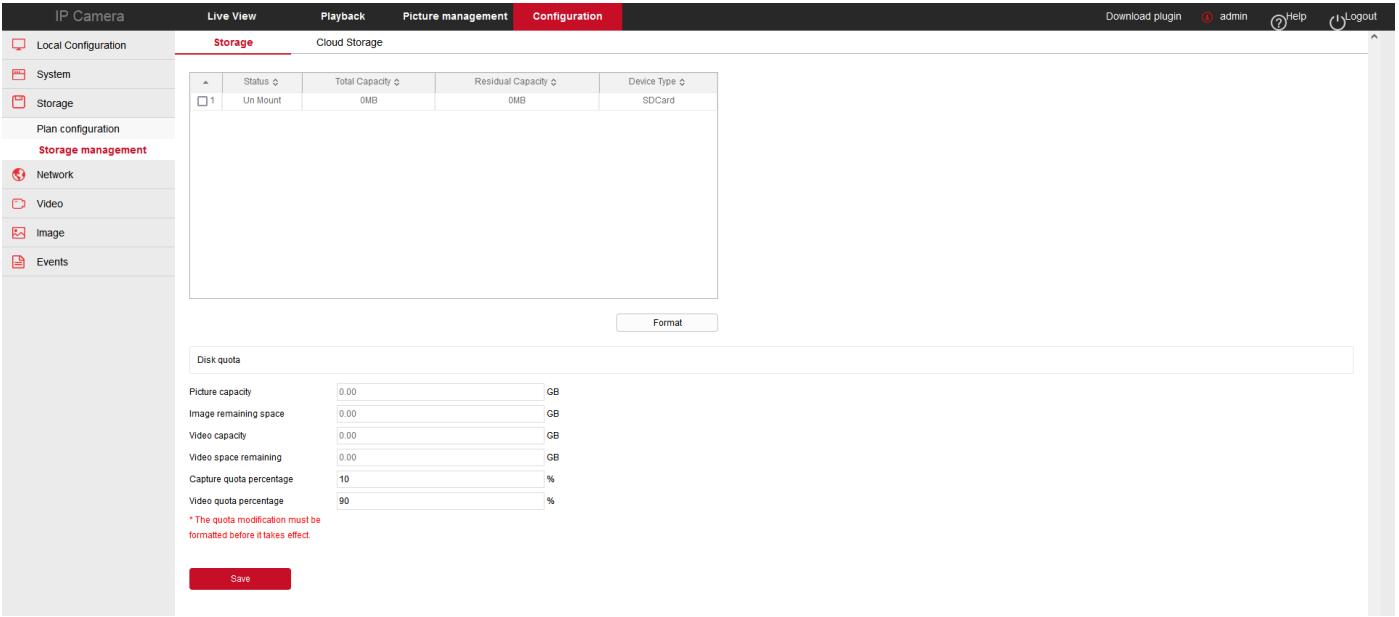 IP Camera Live View Playback Picture management Configuration Download plugin admin Help Logout
Local Configuration
System
Storage
Plan configuration
Storage management
Network
Video
Image
Events
Storage Cloud Storage
Status Total Capacity Residual Capacity Device Type
1 Un Mount 0MB 0MB SDCard
Format
Disk quota
Picture capacity 0.00 GB
Image remaining space 0.00 GB
Video capacity 0.00 GB
Video space remaining 0.00 GB
Capture quota percentage 10 %
Video quota percentage 90 %
* The quota modification must be
formatted before it takes effect.
Save